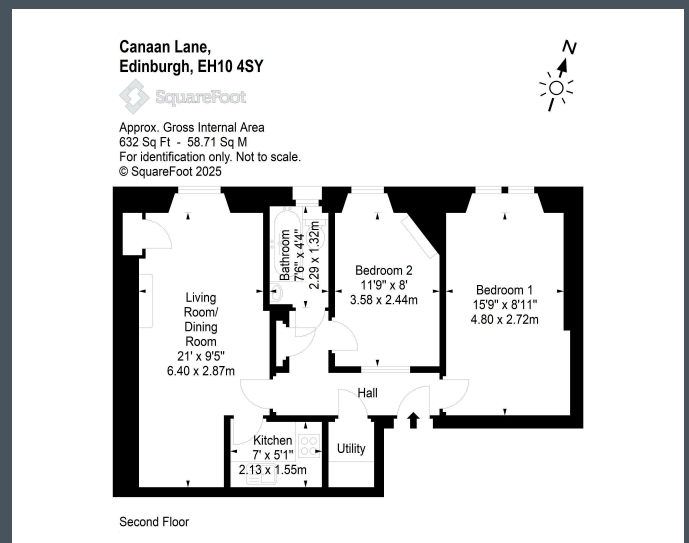 Canaan Lane,
Edinburgh, EH10 4SY
N
SquareFoot
Approx. Gross Internal Area
632 Sq Ft - 58.71 Sq M
For identification only. Not to scale.
© SquareFoot 2025
Bathroom
7'6" x 4'4"
2.29 x 1.32m
Bedroom 2
11'9" x 8'
3.58 x 2.44m
Bedroom 1
15'9" x 8'11"
4.80 x 2.72m
Living
Room/
Dining
Room
21' x 9'5"
6.40 x 2.87m
Hall
Kitchen
7' x 5'1"
2.13 x 1.55m
Utility
Second Floor